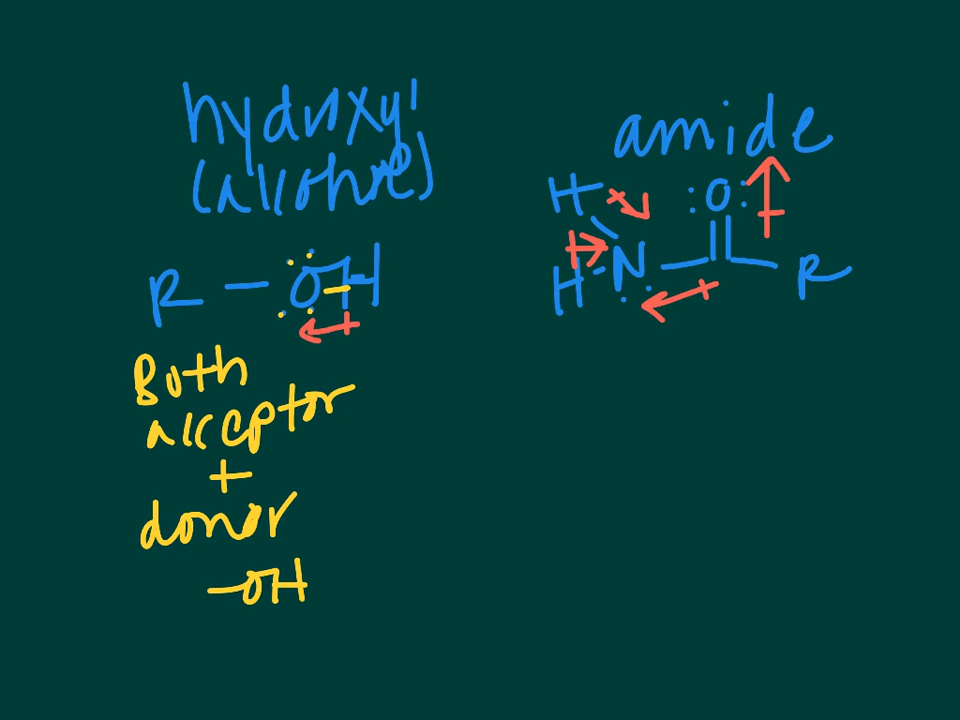 hydroxyl
(alcohol)
R – OH
Both
acceptor
+
donor
–OH
amide
H :O:
H – N – R